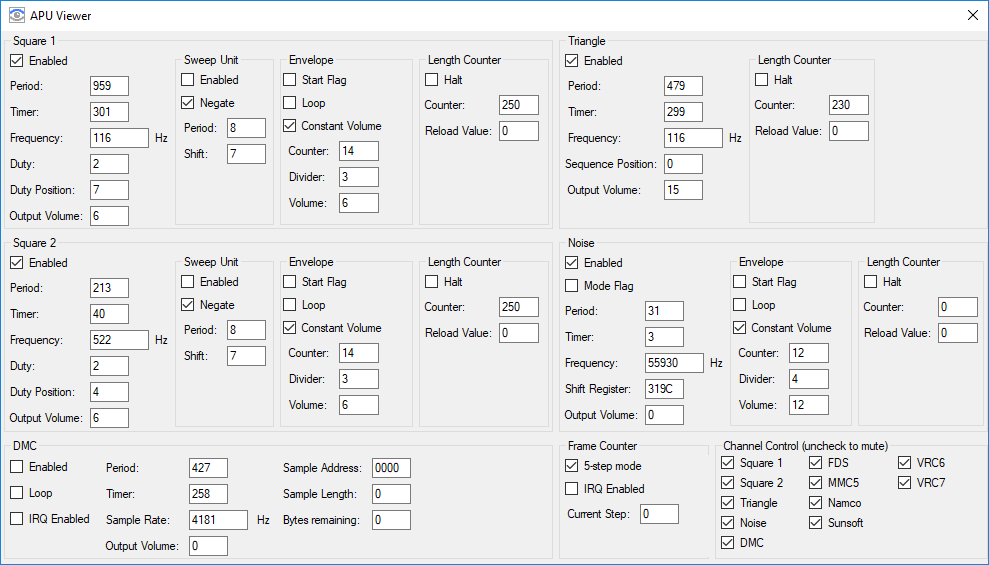 APU Viewer
Square 1
Enabled
Period: 959
Timer: 301
Frequency: 116 Hz
Duty: 2
Duty Position: 7
Output Volume: 6
Sweep Unit
Enabled
Negate
Period: 8
Shift: 7
Envelope
Start Flag
Loop
Constant Volume
Counter: 14
Divider: 3
Volume: 6
Length Counter
Halt
Counter: 250
Reload Value: 0
Triangle
Enabled
Period: 479
Timer: 299
Frequency: 116 Hz
Sequence Position: 0
Output Volume: 15
Length Counter
Halt
Counter: 230
Reload Value: 0
Square 2
Enabled
Period: 213
Timer: 40
Frequency: 522 Hz
Duty: 2
Duty Position: 4
Output Volume: 6
Sweep Unit
Enabled
Negate
Period: 8
Shift: 7
Envelope
Start Flag
Loop
Constant Volume
Counter: 14
Divider: 3
Volume: 6
Length Counter
Halt
Counter: 250
Reload Value: 0
Noise
Enabled
Mode Flag
Period: 31
Timer: 3
Frequency: 55930 Hz
Shift Register: 319C
Output Volume: 0
Envelope
Start Flag
Loop
Constant Volume
Counter: 12
Divider: 4
Volume: 12
Length Counter
Halt
Counter: 0
Reload Value: 0
DMC
Enabled
Loop
IRQ Enabled
Period: 427
Timer: 258
Sample Rate: 4181 Hz
Output Volume: 0
Sample Address: 0000
Sample Length: 0
Bytes remaining: 0
Frame Counter
5-step mode
IRQ Enabled
Current Step: 0
Channel Control (uncheck to mute)
Square 1
Square 2
Triangle
Noise
DMC
FDS
MMC5
Namco
Sunsoft
VRC6
VRC7